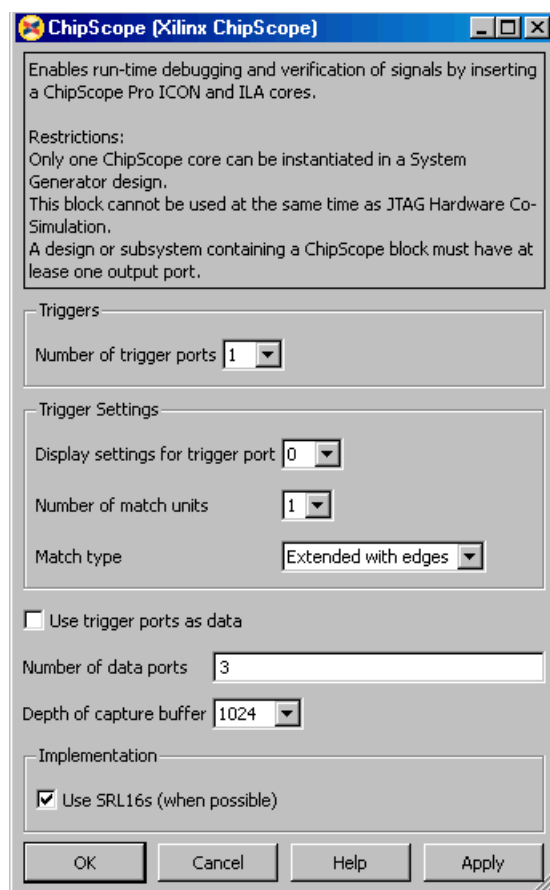 ChipScope (Xilinx ChipScope)
Enables run-time debugging and verification of signals by inserting
a ChipScope Pro ICON and ILA cores.
Restrictions:
Only one ChipScope core can be instantiated in a System
Generator design.
This block cannot be used at the same time as JTAG Hardware Co-
Simulation.
A design or subsystem containing a ChipScope block must have at
lease one output port.
Triggers
Number of trigger ports 1
Trigger Settings
Display settings for trigger port 0
Number of match units 1
Match type Extended with edges
Use trigger ports as data
Number of data ports 3
Depth of capture buffer 1024
Implementation
Use SRL16s (when possible)
OK Cancel Help Apply